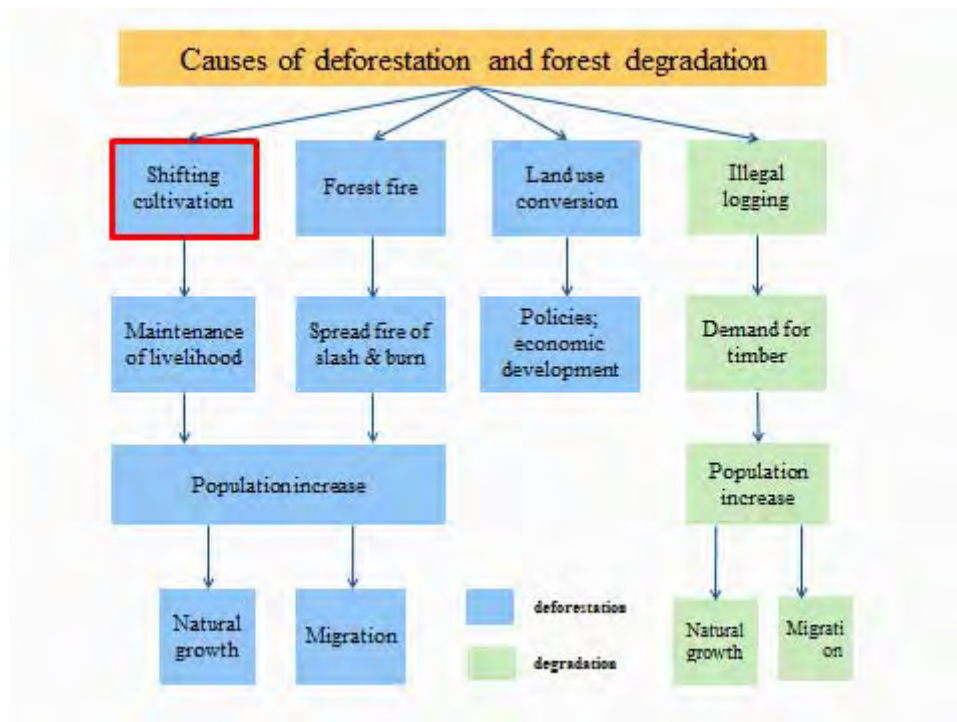 Causes of deforestation and forest degradation
Shifting
cultivation
Forest fire
Land use
conversion
Illegal
logging
Maintenance
of livelihood
Spread fire of
slash & burn
Policies;
economic
development
Demand for
timber
Population increase
Population
increase
Natural
growth
Migration
deforestation
degradation
Natural
growth
Migrati
on